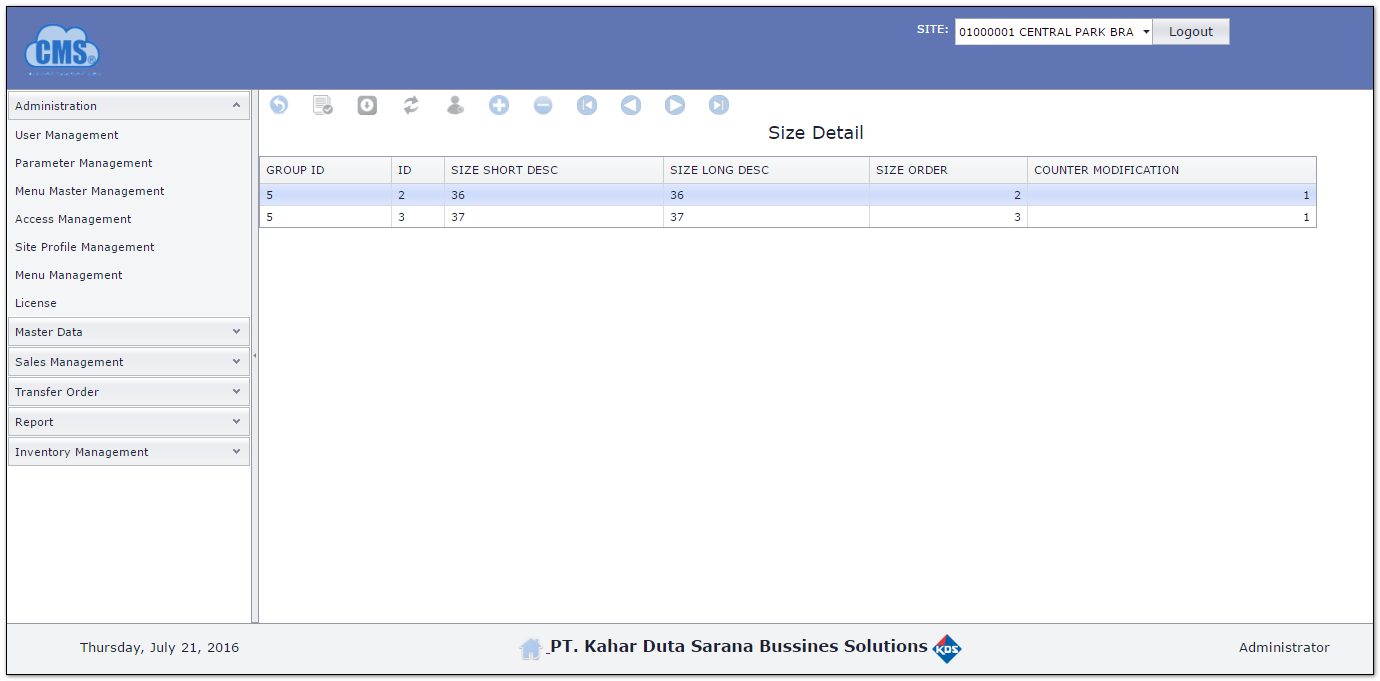 CMS®
SITE: 01000001 CENTRAL PARK BRA Logout
Administration
User Management
Parameter Management
Menu Master Management
Access Management
Site Profile Management
Menu Management
License
Master Data
Sales Management
Transfer Order
Report
Inventory Management
Size Detail
GROUP ID ID SIZE SHORT DESC SIZE LONG DESC SIZE ORDER COUNTER MODIFICATION
5 2 36 36 2 1
5 3 37 37 3 1
Thursday, July 21, 2016
PT. Kahar Duta Sarana Bussines Solutions KDS
Administrator